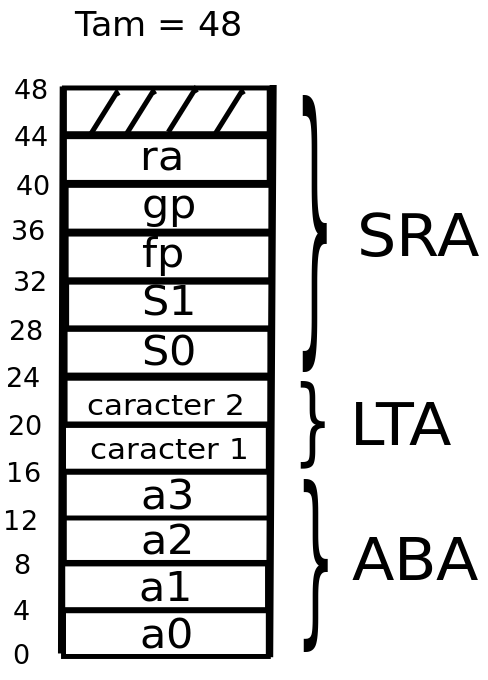 Tam = 48
48
44
ra
40
gp
36
fp
32
S1
28
S0
24
caracter 2
20
caracter 1
16
a3
12
a2
8
a1
4
a0
0
SRA
LTA
ABA